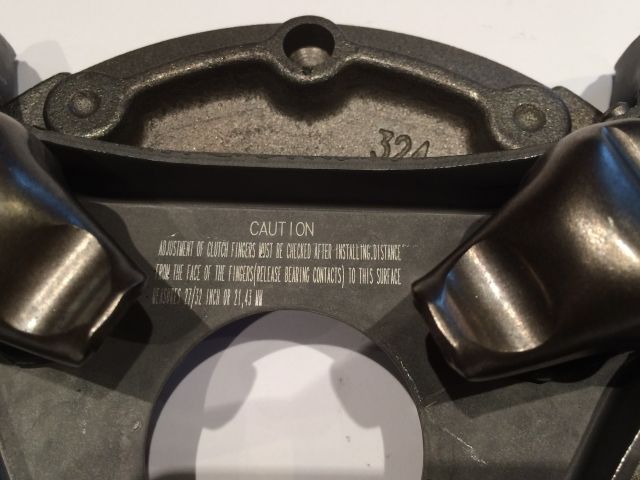 324
CAUTION
ADJUSTMENT OF CLUTCH FINGERS MUST BE CHECKED AFTER INSTALLING.DISTANCE
FROM THE FACE OF THE FINGERS(RELEASE BEARING CONTACTS) TO THIS SURFACE
MEASURES 27/32 INCH OR 21,43 MM